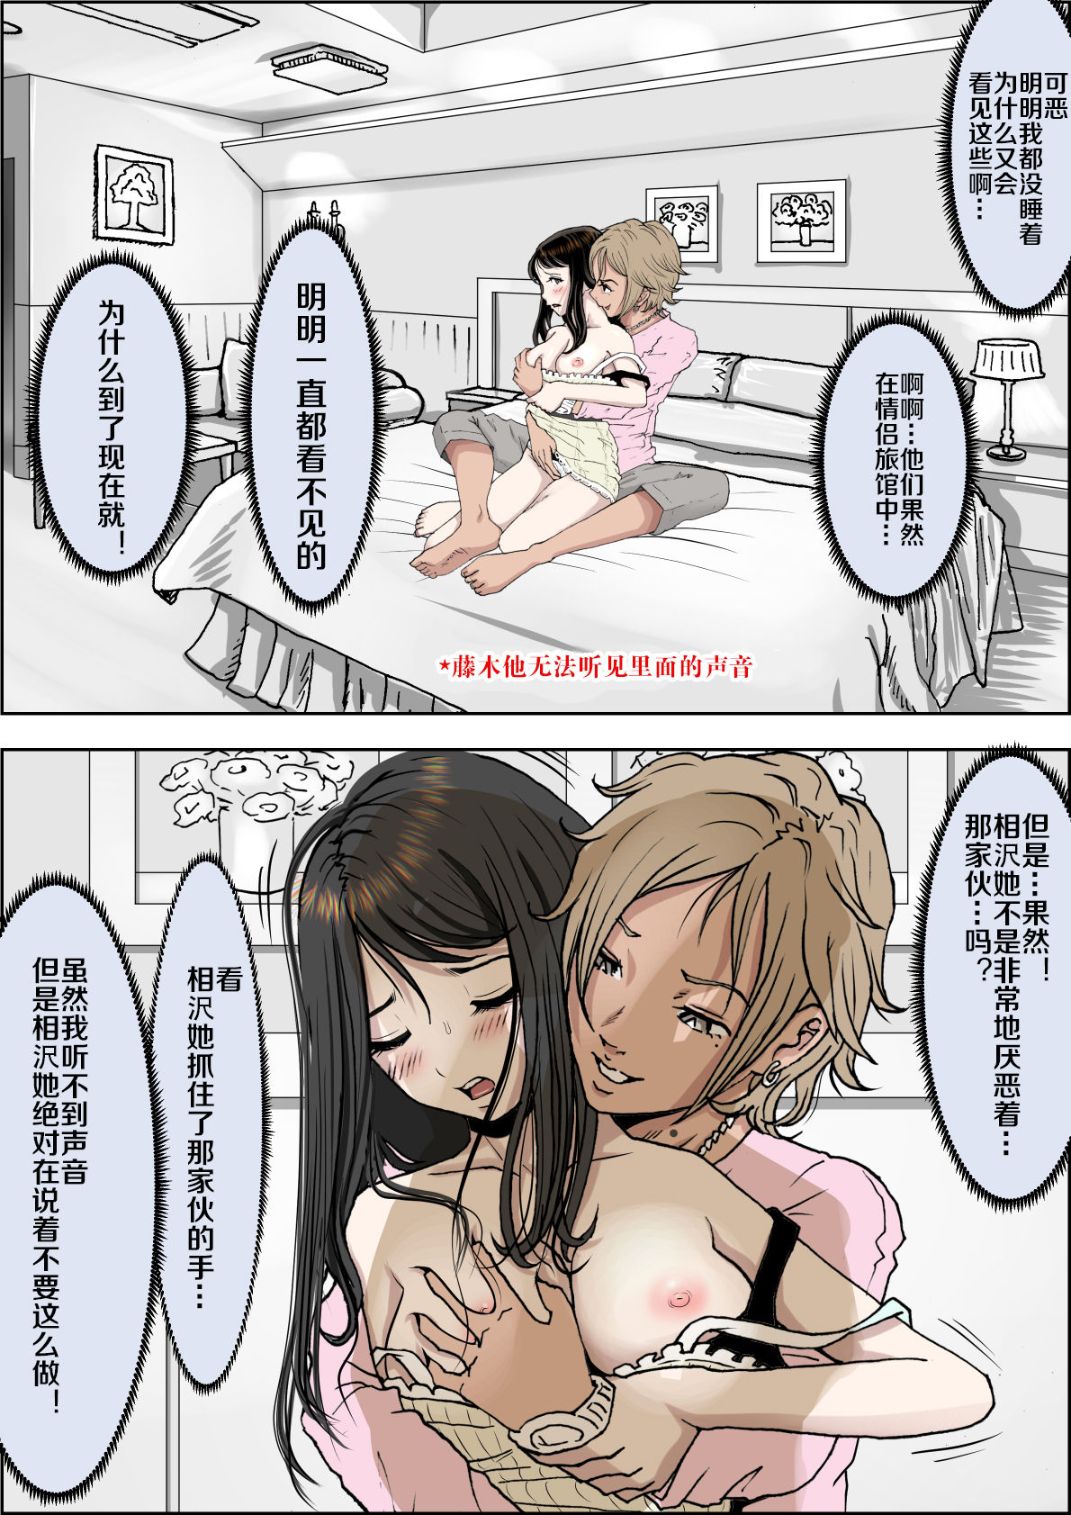 可恶
明明我都没睡着
为什么又会
看见这些啊…
啊啊…他们果然
在情侣旅馆中…
明明一直都看不见的
为什么到了现在就！
*藤木他无法听见里面的声音
但是…果然！
相沢她不是非常地厌恶着…
那家伙…吗?
看
相沢她抓住了那家伙的手…
虽然我听不到声音
但是相沢她绝对在说着不要这么做！